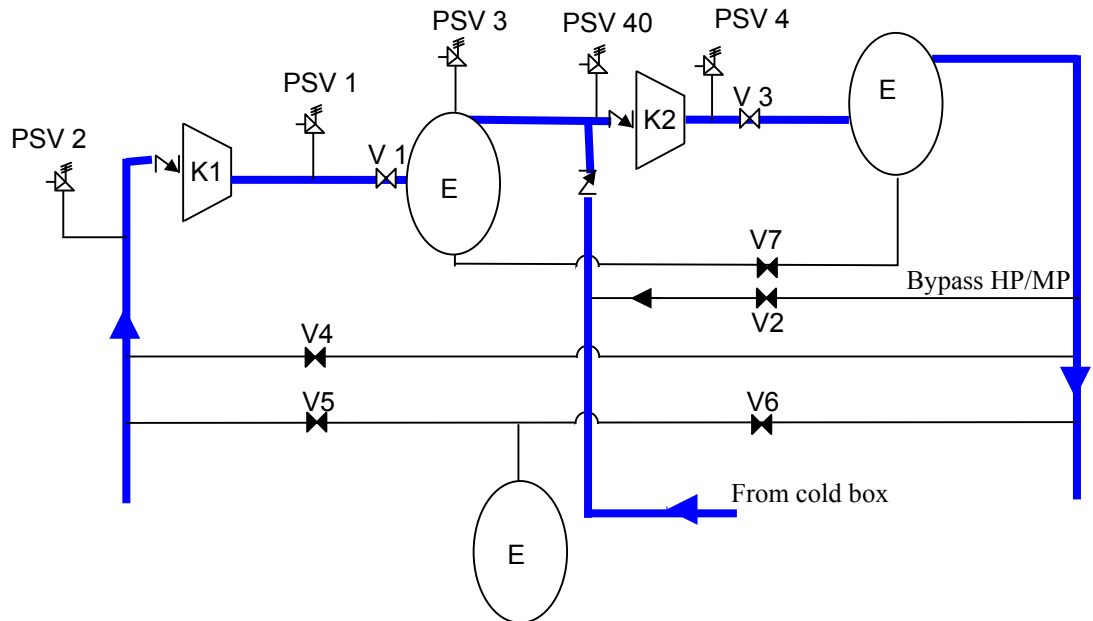 PSV 3
PSV 40
PSV 4
PSV 1
E
V 3
K2
PSV 2
V 1
K1
E
V7
Bypass HP/MP
V2
V4
V5
V6
From cold box
E